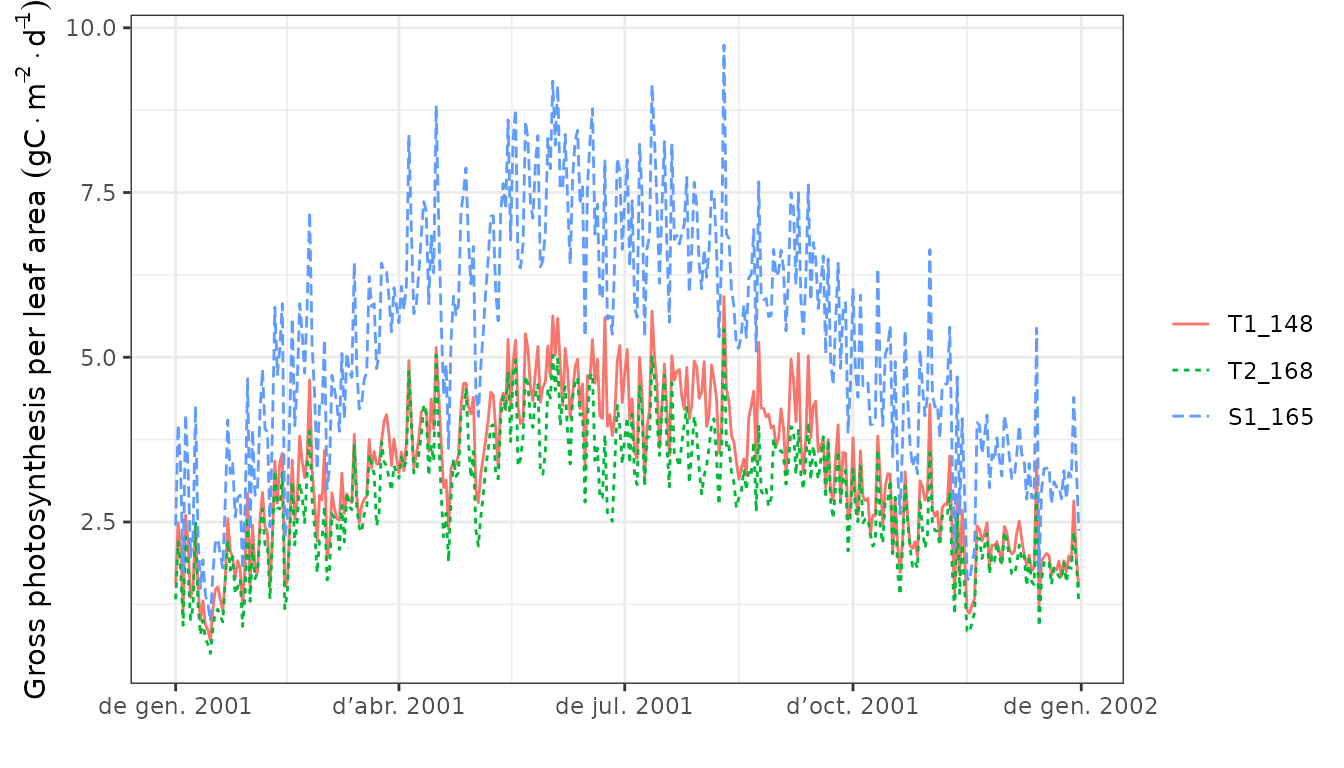 Gross photosynthesis per leaf area (gC · m⁻² · d⁻¹)
10.0
7.5
5.0
2.5
de gen. 2001
d’abr. 2001
de jul. 2001
d’oct. 2001
de gen. 2002
T1_148
T2_168
S1_165